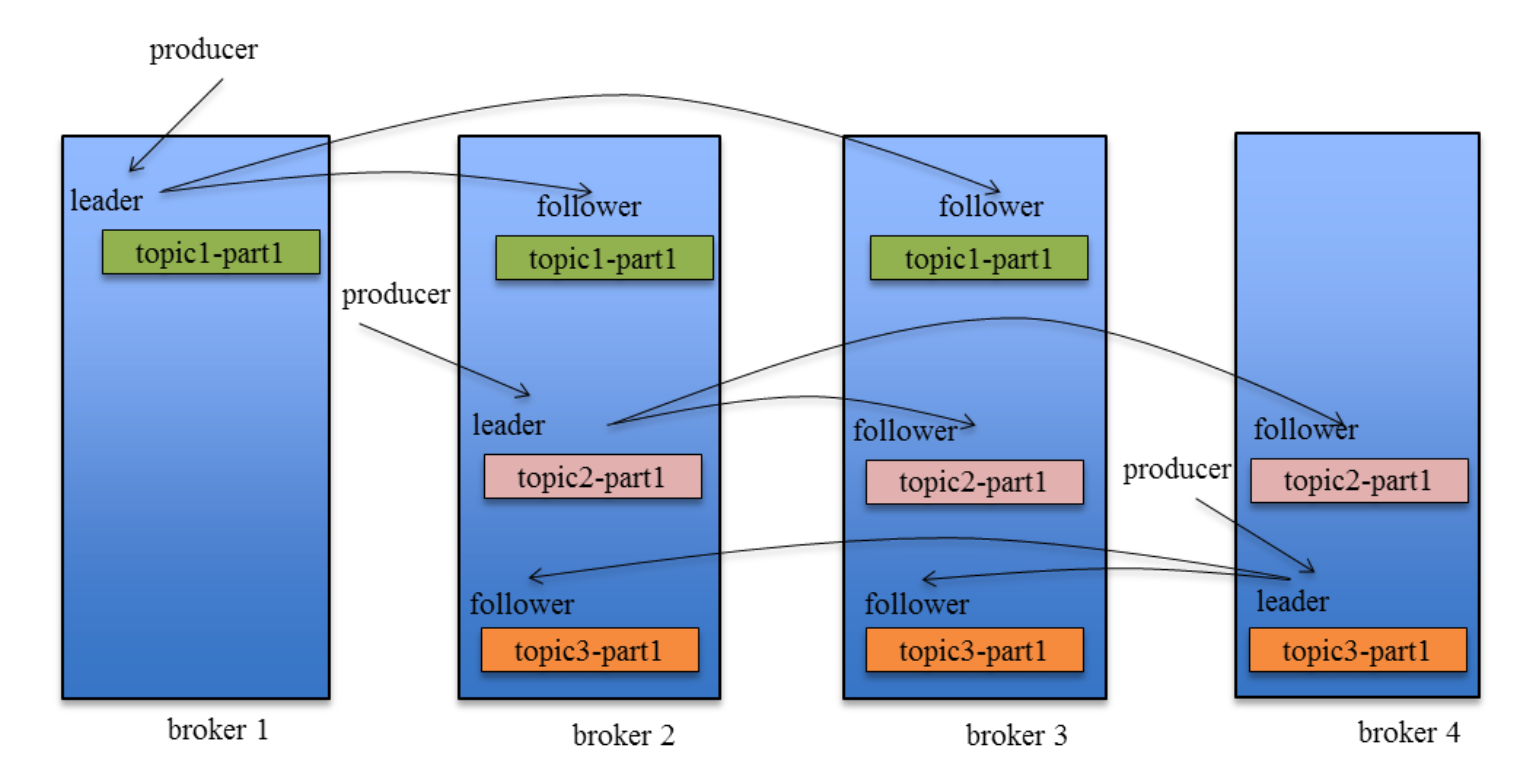 producer
leader
follower
follower
topic1-part1
topic1-part1
topic1-part1
producer
leader
follower
follower
topic2-part1
topic2-part1
topic2-part1
producer
follower
follower
leader
topic3-part1
topic3-part1
topic3-part1
broker 1
broker 2
broker 3
broker 4